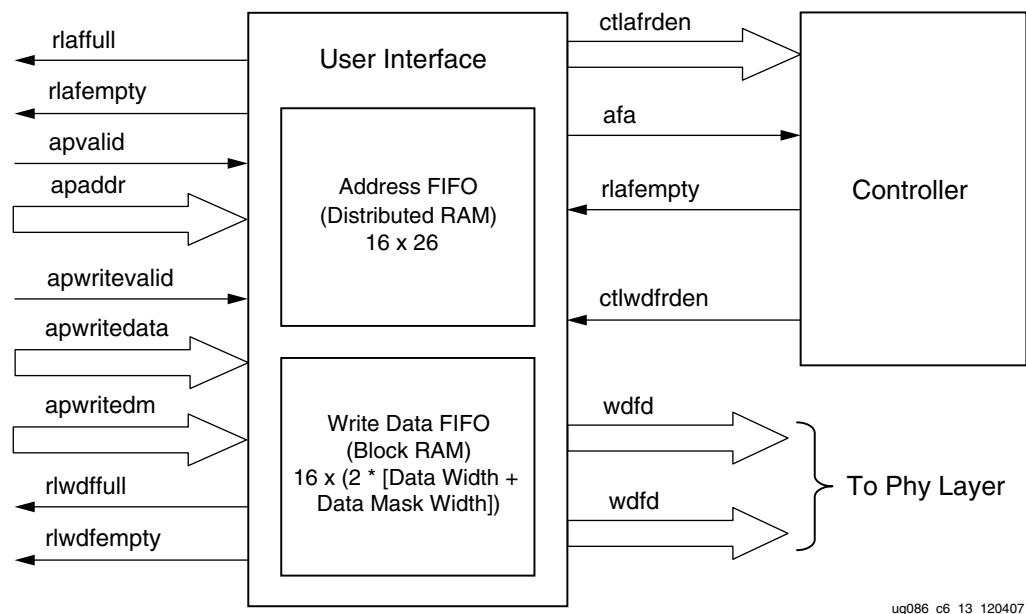 rlaffull
rlafempty
apvalid
apaddr
apwritevalid
apwritedata
apwritedm
rlwdffull
rlwdfempty
User Interface
Address FIFO
(Distributed RAM)
16 x 26
Write Data FIFO
(Block RAM)
16 x (2 * [Data Width +
Data Mask Width])
ctlafrden
afa
rlafempty
ctlwdfrden
wdfd
wdfd
Controller
To Phy Layer
ug086_c6_13_120407